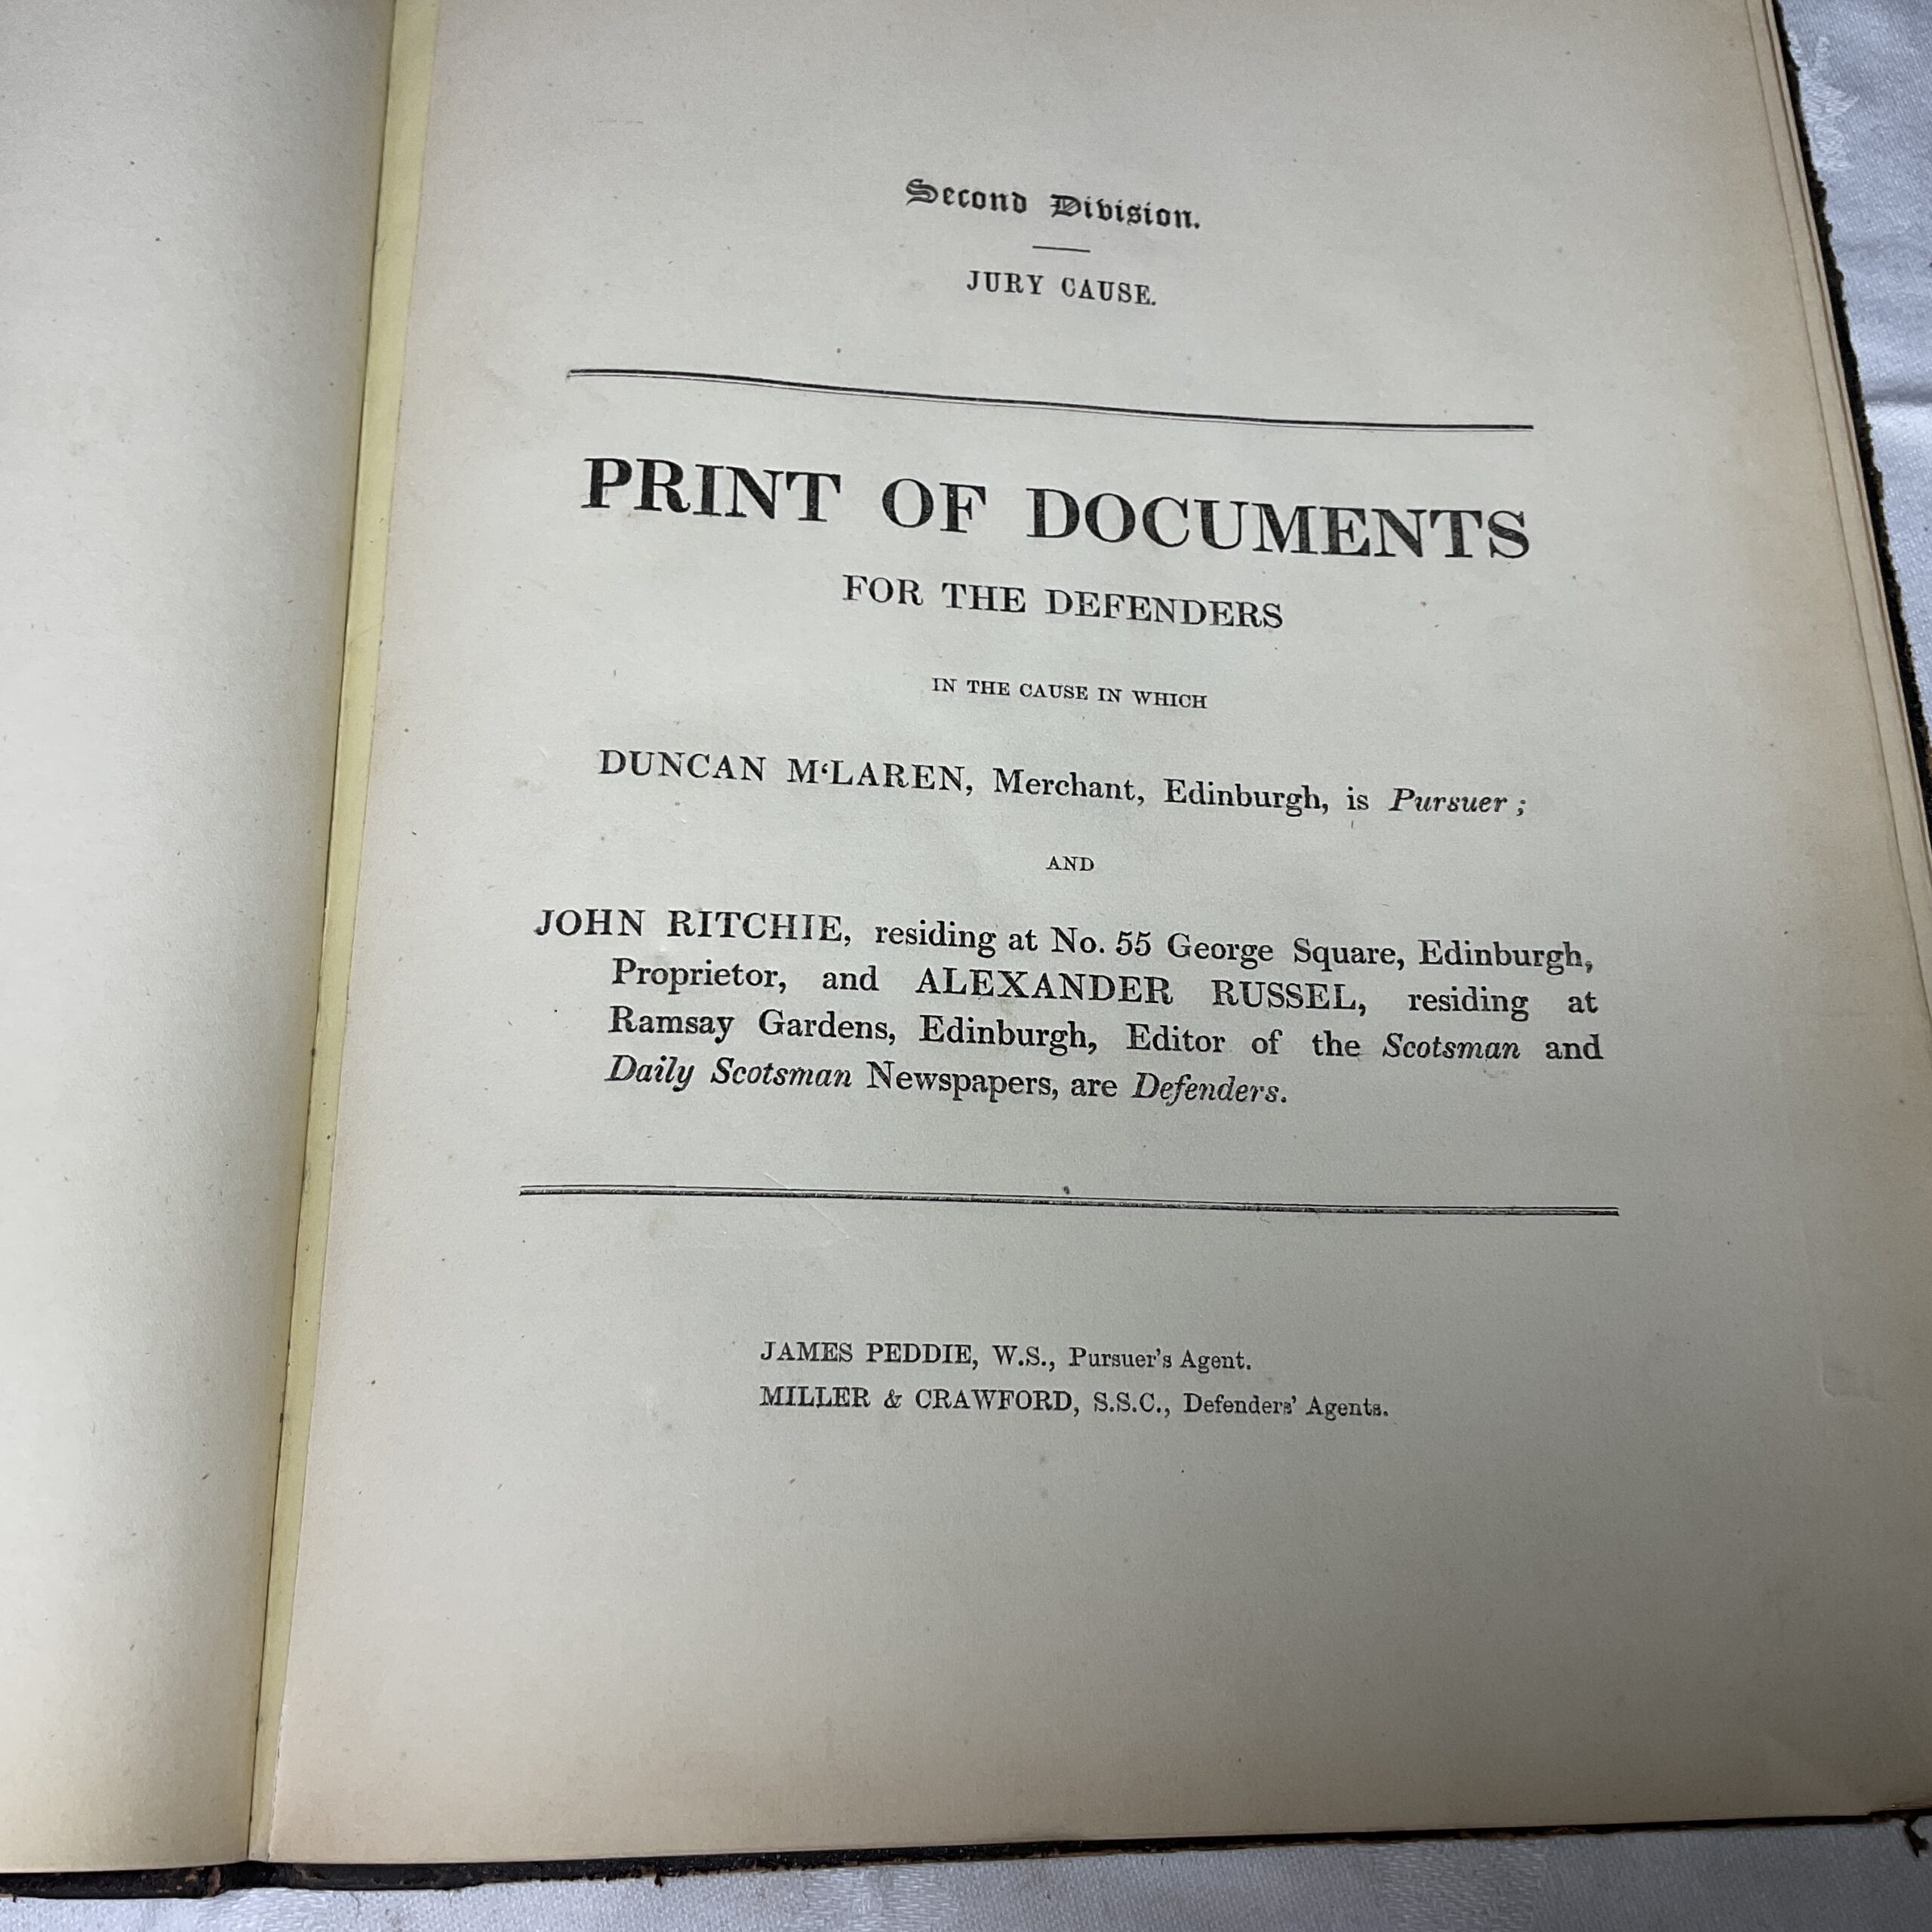 Second Division.
JURY CAUSE.
PRINT OF DOCUMENTS
FOR THE DEFENDERS
IN THE CAUSE IN WHICH
DUNCAN M‘LAREN, Merchant, Edinburgh, is Pursuer ;
AND
JOHN RITCHIE, residing at No. 55 George Square, Edinburgh,
Proprietor, and ALEXANDER RUSSEL, residing at
Ramsay Gardens, Edinburgh, Editor of the Scotsman and
Daily Scotsman Newspapers, are Defenders.
JAMES PEDDIE, W.S., Pursuer's Agent.
MILLER & CRAWFORD, S.S.C., Defenders' Agents.